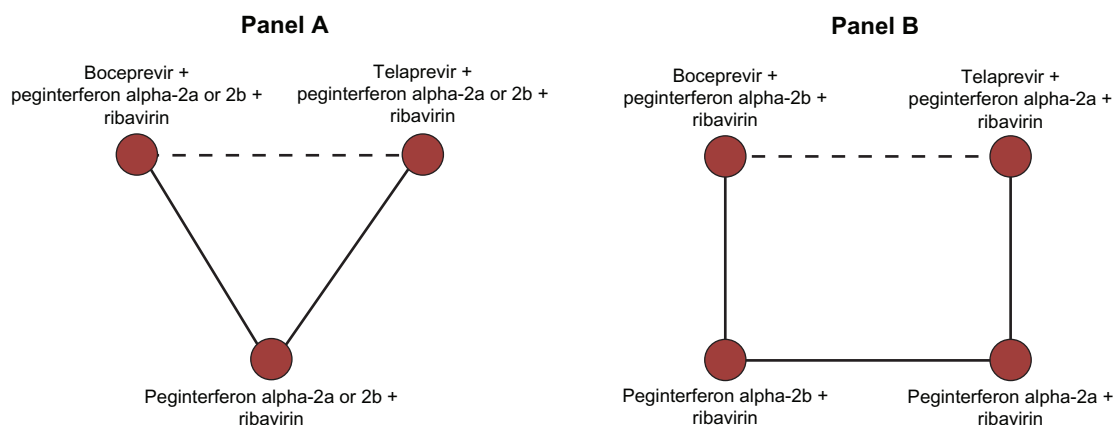 Panel A
Boceprevir +
peginterferon alpha-2a or 2b +
ribavirin
Telaprevir +
peginterferon alpha-2a or 2b +
ribavirin
Peginterferon alpha-2a or 2b +
ribavirin
Panel B
Boceprevir +
peginterferon alpha-2b +
ribavirin
Telaprevir +
peginterferon alpha-2a +
ribavirin
Peginterferon alpha-2b +
ribavirin
Peginterferon alpha-2a +
ribavirin